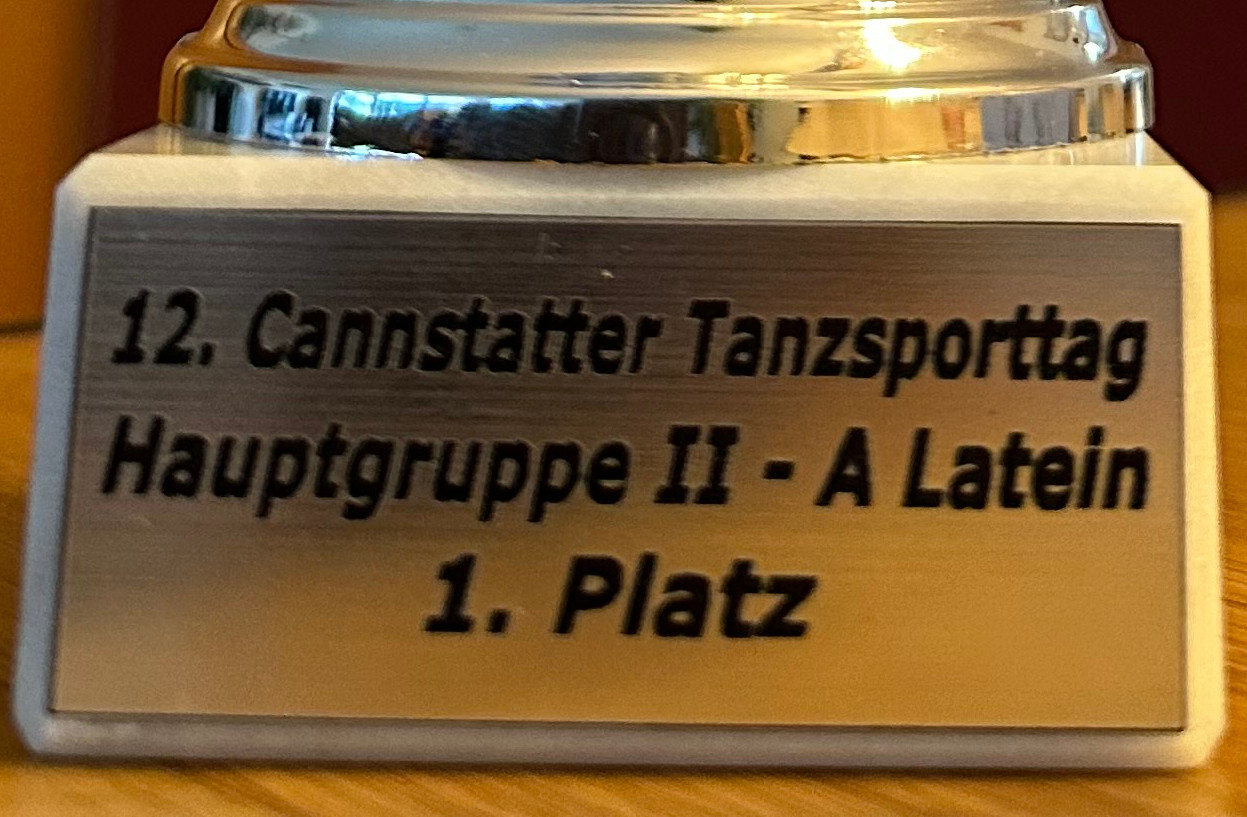 12. Cannstatter Tanzsporttag
Hauptgruppe II - A Latein
1. Platz